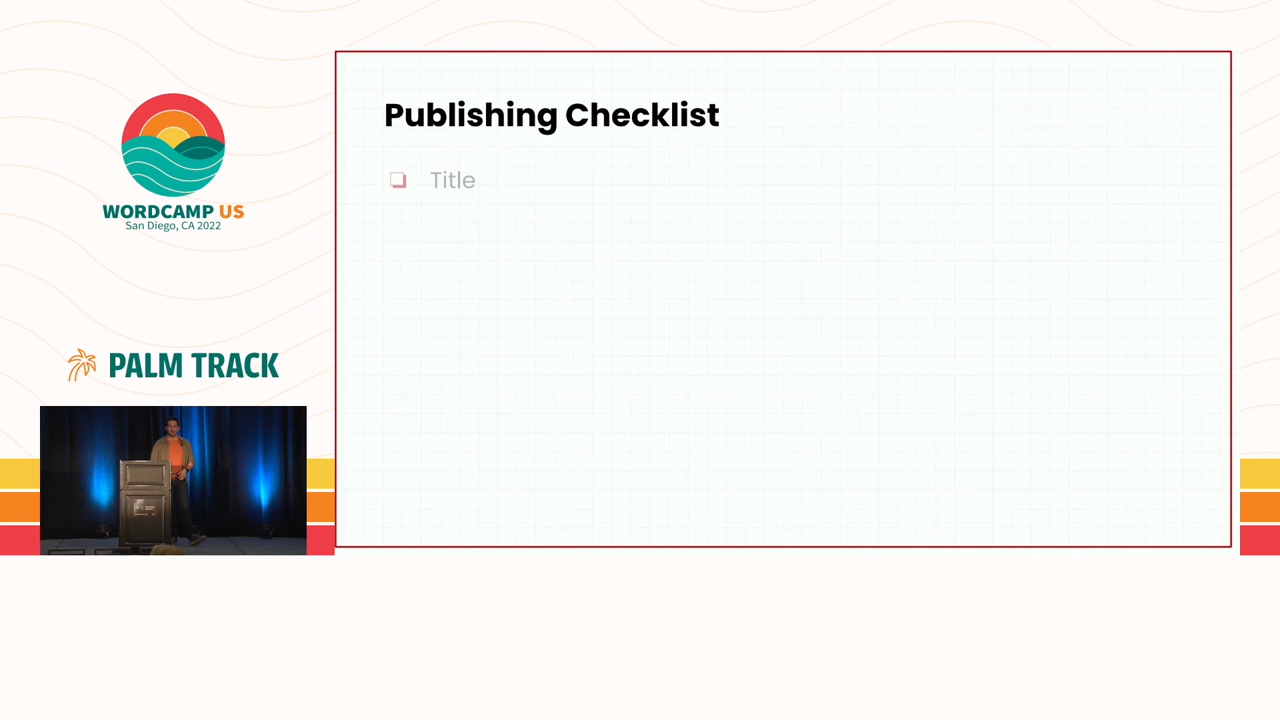 WORDCAMP US
San Diego, CA 2022
PALM TRACK
Publishing Checklist
Title